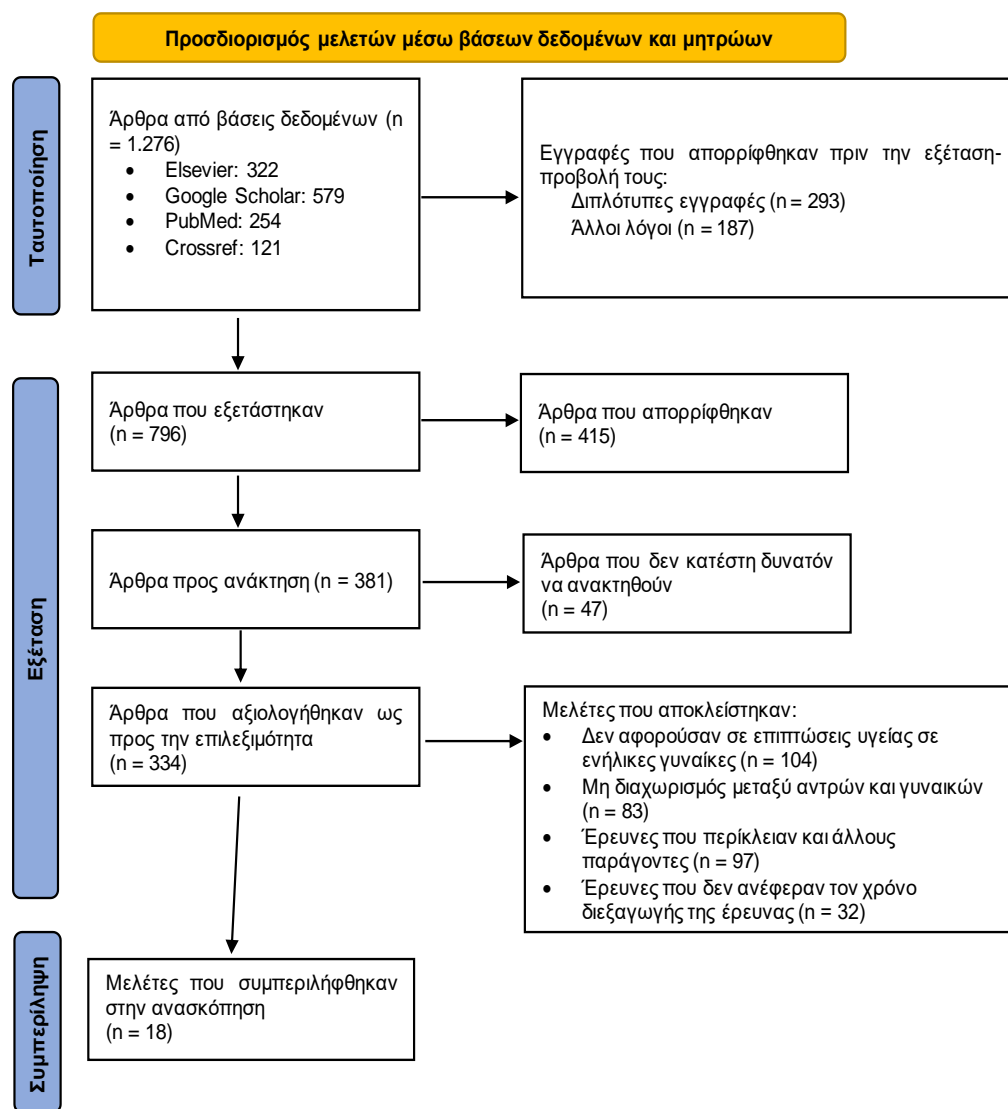 Προσδιορισμός μελετών μέσω βάσεων δεδομένων και μητρώων
Ταυτοποίηση
Άρθρα από βάσεις δεδομένων (n
= 1.276)
• Elsevier: 322
• Google Scholar: 579
• PubMed: 254
• Crossref: 121
Εγγραφές που απορρίφθηκαν πριν την εξέταση-
προβολή τους:
Διπλότυπες εγγραφές (n = 293)
Άλλοι λόγοι (n = 187)
Εξέταση
Άρθρα που εξετάστηκαν
(n = 796)
Άρθρα που απορρίφθηκαν
(n = 415)
Άρθρα προς ανάκτηση (n = 381)
Άρθρα που δεν κατέστη δυνατόν
να ανακτηθούν
(n = 47)
Άρθρα που αξιολογήθηκαν ως
προς την επιλεξιμότητα
(n = 334)
Μελέτες που αποκλείστηκαν:
• Δεν αφορούσαν σε επιπτώσεις υγείας σε
ενήλικες γυναίκες (n = 104)
• Μη διαχωρισμός μεταξύ αντρών και γυναικών
(n = 83)
• Έρευνες που περίκλειαν και άλλους
παράγοντες (n = 97)
• Έρευνες που δεν ανέφεραν τον χρόνο
διεξαγωγής της έρευνας (n = 32)
Συμπερίληψη
Μελέτες που συμπεριλήφθηκαν
στην ανασκόπηση
(n = 18)